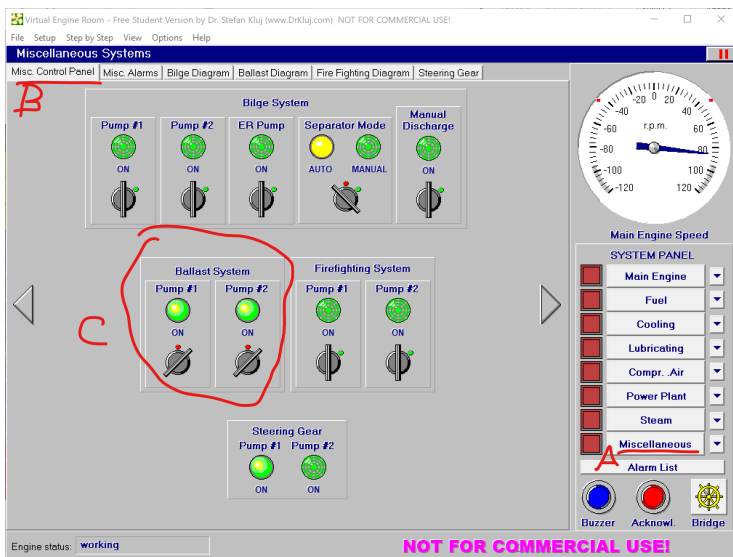 Virtual Engine Room - Free Student Version by Dr. Stefan Kluj (www.DrKluj.com) NOT FOR COMMERCIAL USE!
File Setup Step by Step View Options Help
Miscellaneous Systems
Misc. Control Panel Misc. Alarms Bilge Diagram Ballast Diagram Fire Fighting Diagram Steering Gear
B
Bilge System
Pump #1 Pump #2 ER Pump Separator Mode Manual Discharge
ON ON ON AUTO MANUAL ON
Ballast System
Pump #1 Pump #2
ON ON
C
Firefighting System
Pump #1 Pump #2
ON ON
Steering Gear
Pump #1 Pump #2
ON ON
-20 0 20
-40 40
-60 r.p.m. 60
-80 80
-100 100
-120 120
Main Engine Speed
SYSTEM PANEL
Main Engine
Fuel
Cooling
Lubricating
Compr. .Air
Power Plant
Steam
Miscellaneous
A
Alarm List
Buzzer Acknowl. Bridge
Engine status: working
NOT FOR COMMERCIAL USE!